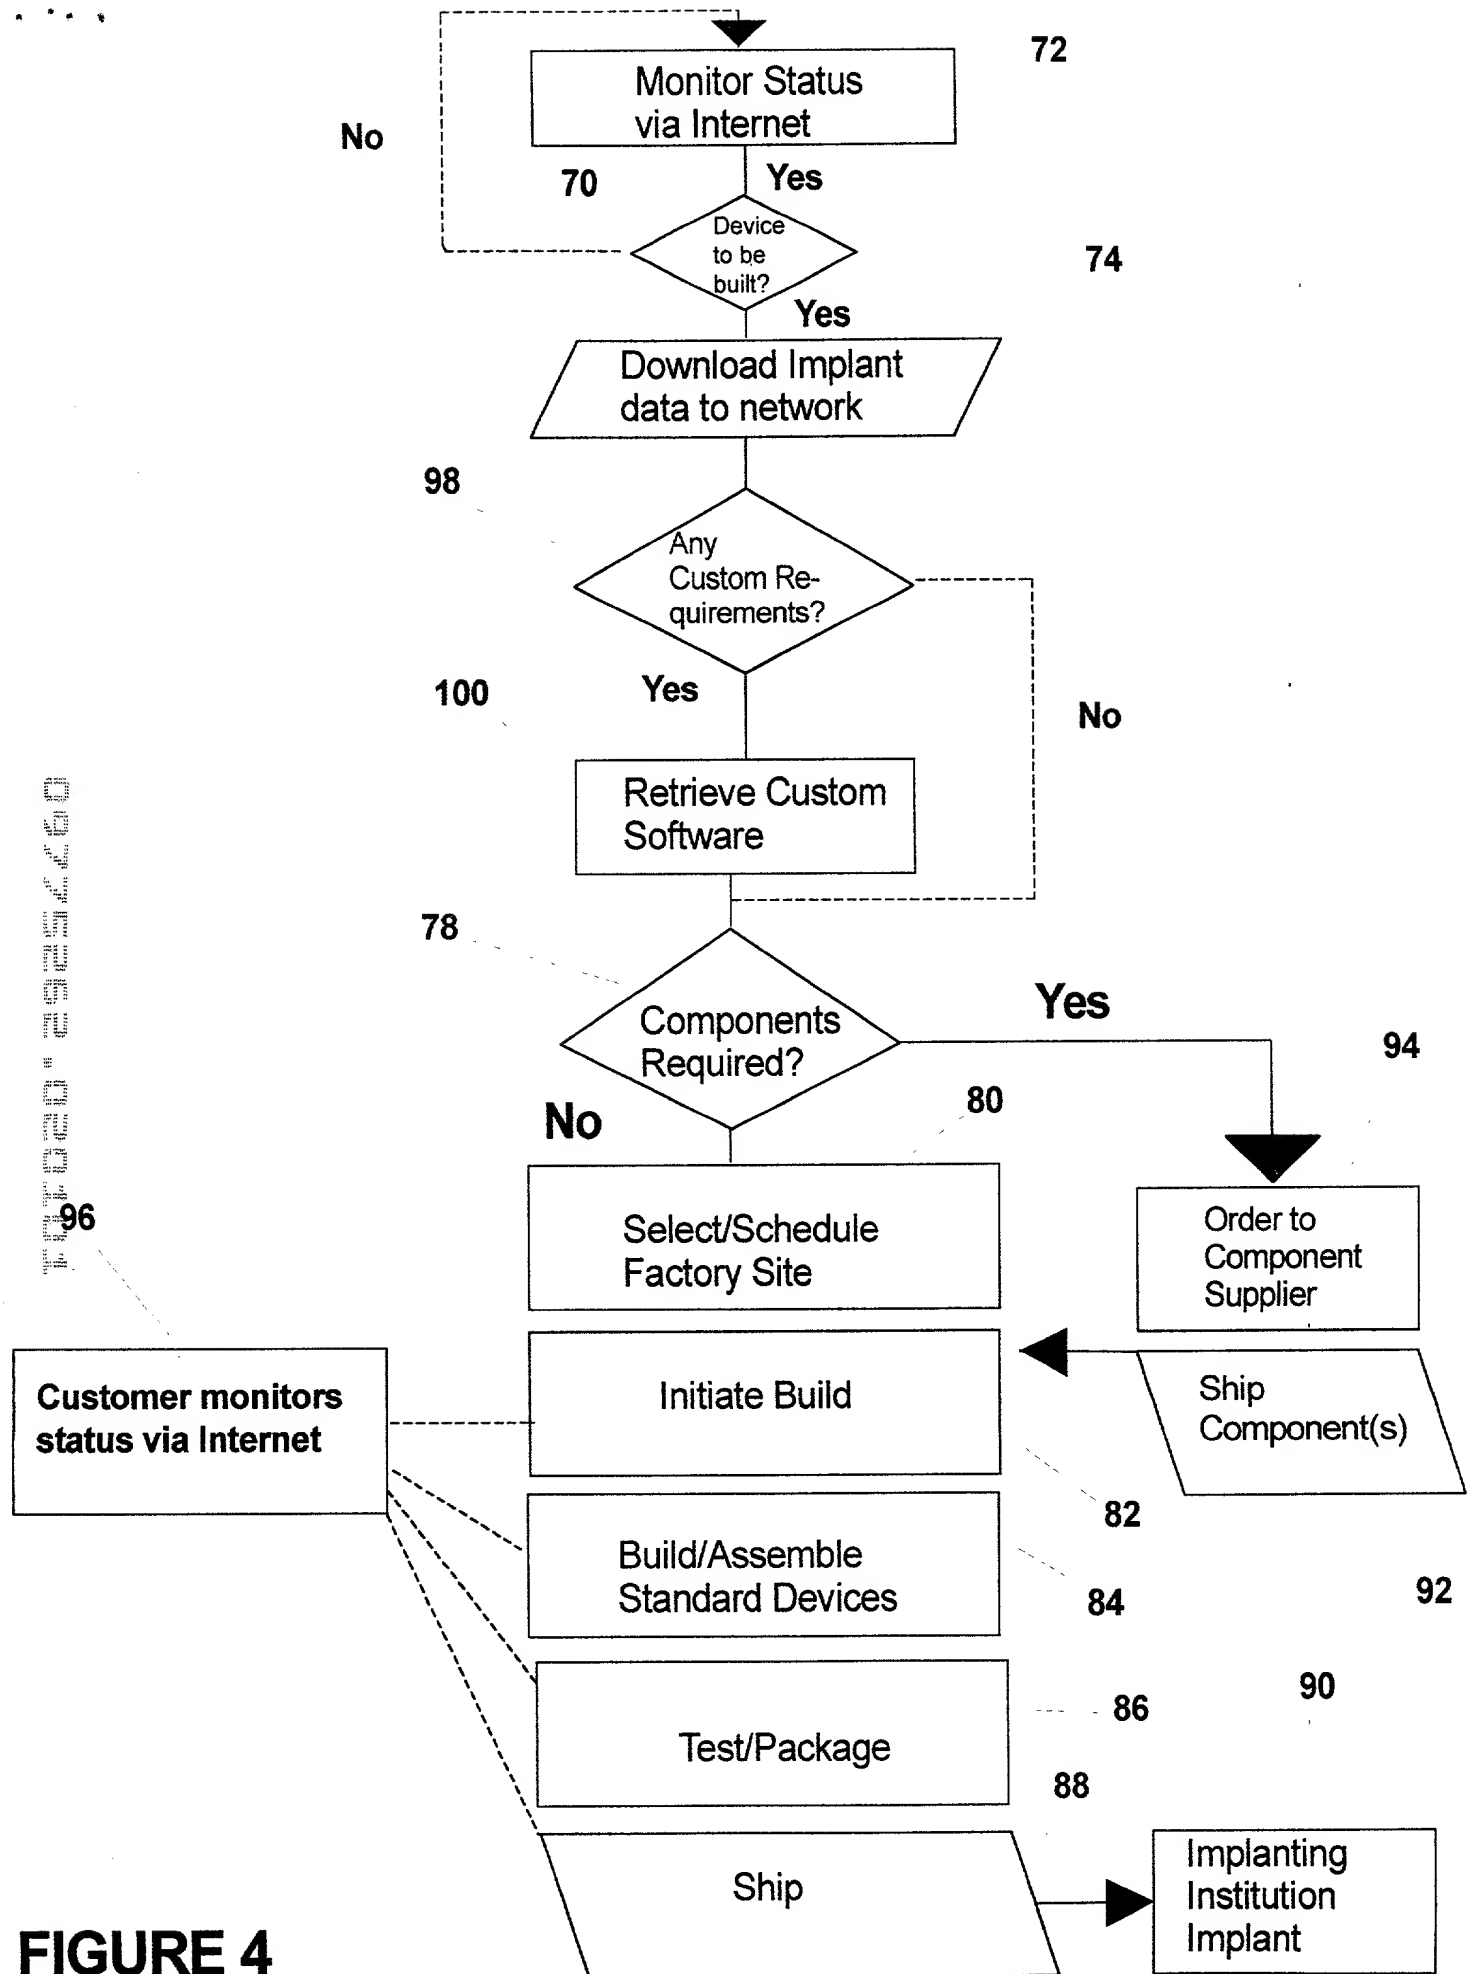 72
Monitor Status
via Internet
No
70
Yes
Device
to be
built?
74
Yes
Download Implant
data to network
98
Any
Custom Re-
quirements?
100
Yes
No
Retrieve Custom
Software
78
Components
Required?
Yes
94
No
80
96
Select/Schedule
Factory Site
Order to
Component
Supplier
Customer monitors
status via Internet
Initiate Build
Ship
Component(s)
82
Build/Assemble
Standard Devices
84
92
90
86
Test/Package
88
Ship
Implanting
Institution
Implant
FIGURE 4